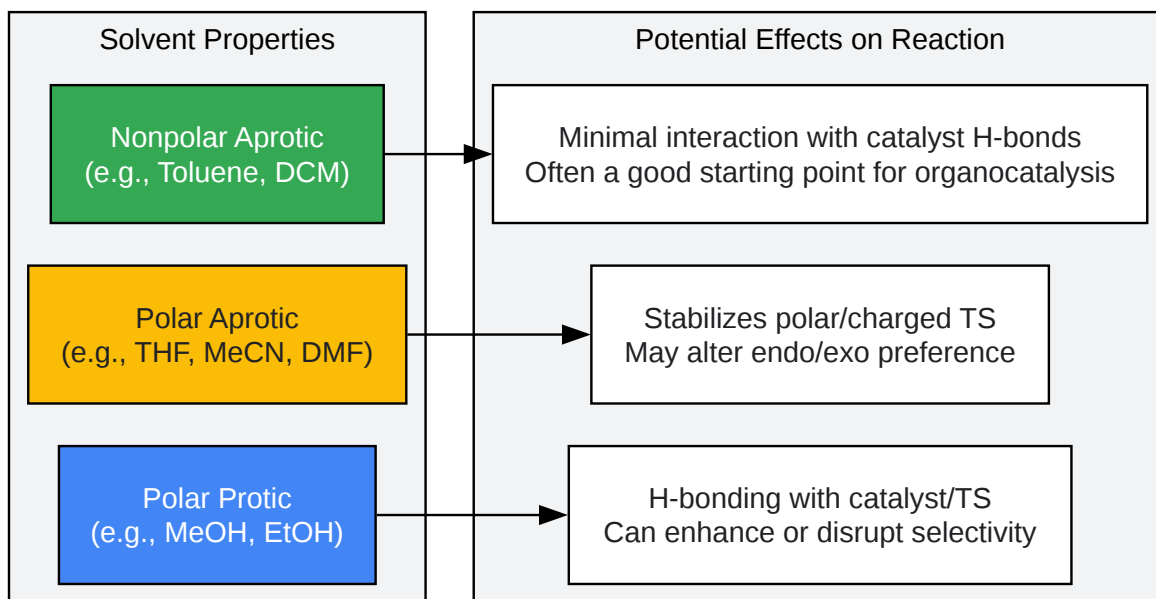 Solvent Properties
Potential Effects on Reaction
Nonpolar Aprotic
(e.g., Toluene, DCM)
Minimal interaction with catalyst H-bonds
Often a good starting point for organocatalysis
Polar Aprotic
(e.g., THF, MeCN, DMF)
Stabilizes polar/charged TS
May alter endo/exo preference
Polar Protic
(e.g., MeOH, EtOH)
H-bonding with catalyst/TS
Can enhance or disrupt selectivity